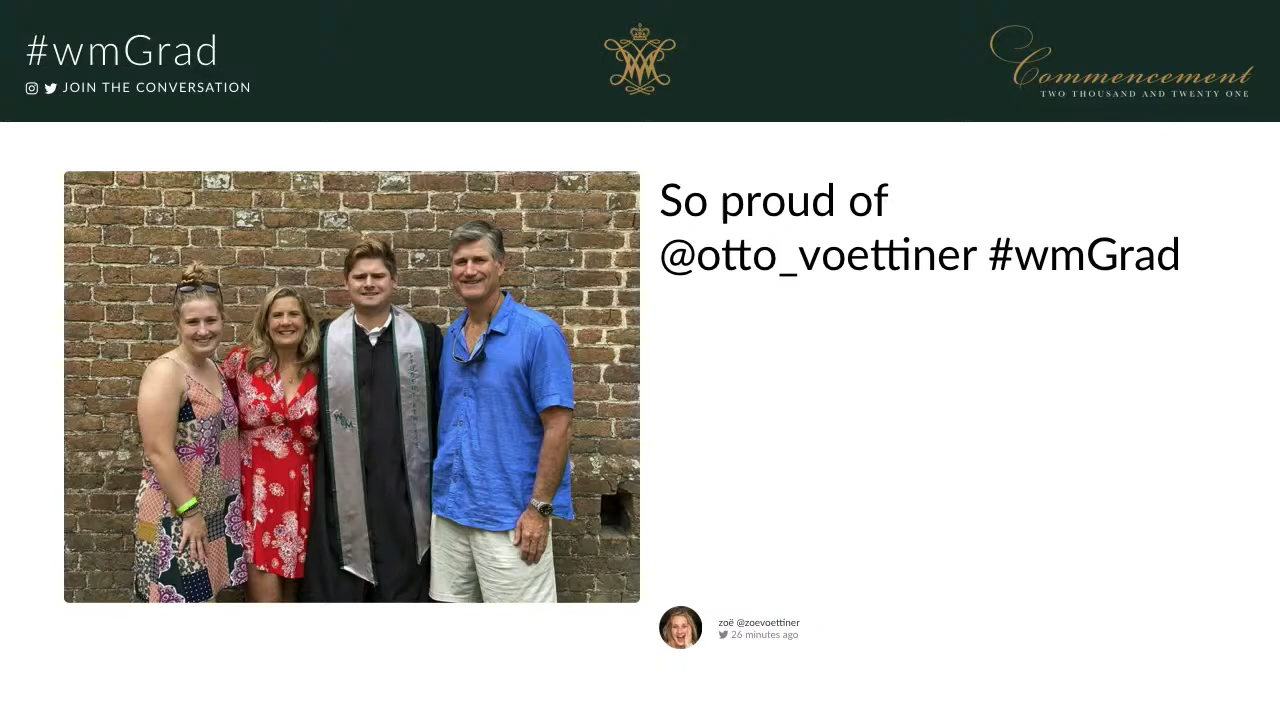 #wmGrad
JOIN THE CONVERSATION
Commencement
TWO THOUSAND AND TWENTY ONE
So proud of
@otto_voettiner #wmGrad
zoë @zoevoettiner
26 minutes ago